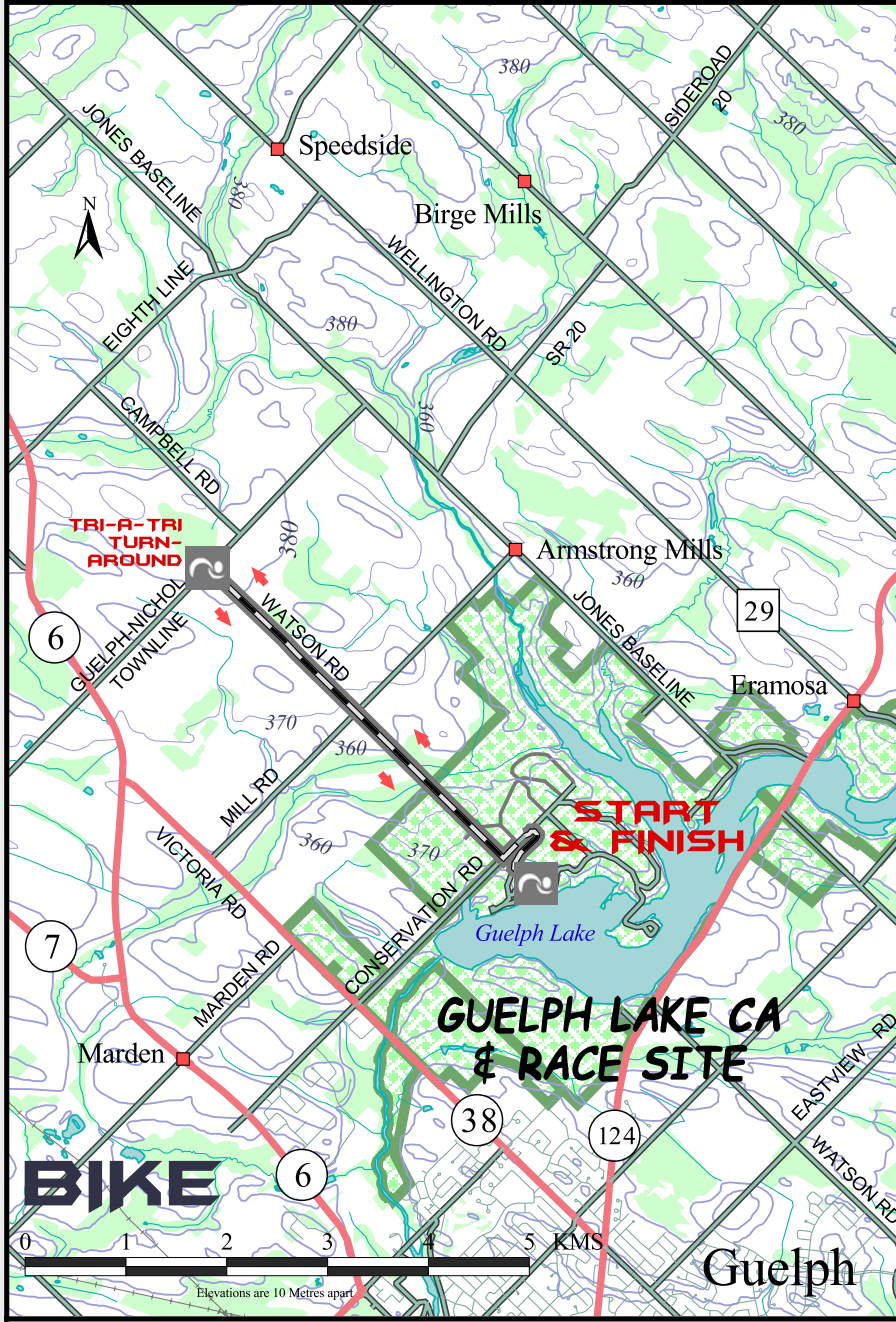 380
SIDEROAD
20
380
JONES BASELINE
Speedside
380
Birge Mills
N
WELLINGTON RD
EIGHTH LINE
380
SR 20
360
CAMPBELL RD
TRI-A-TRI
TURN-
AROUND
380
Armstrong Mills
360
GUELPH-NICHOL
TOWNLINE
WATSON RD
JONES BASELINE
29
6
Eramosa
370
360
MILL RD
START
& FINISH
VICTORIA RD
360
370
CONSERVATION RD
7
Guelph Lake
MARDEN RD
GUELPH LAKE CA
& RACE SITE
Marden
EASTVIEW RD
38
124
WATSON RD
BIKE
6
0 1 2 3 4 5 KMS
Guelph
Elevations are 10 Metres apart